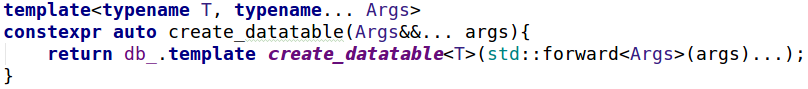 template<typename T, typename... Args>
constexpr auto create_datatable(Args&&... args){
    return db_.template create_datatable<T>(std::forward<Args>(args)...);
}